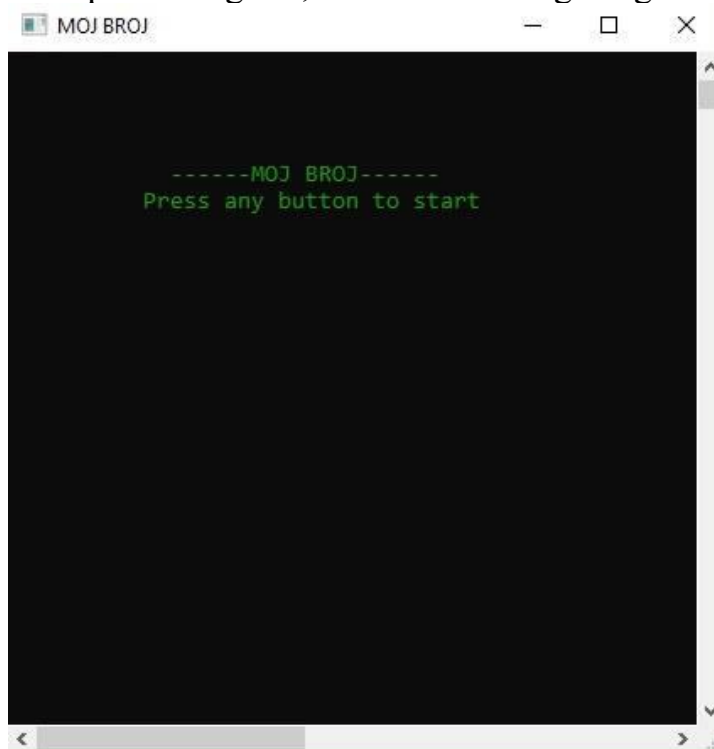 MOJ BROJ
------MOJ BROJ------
Press any button to start